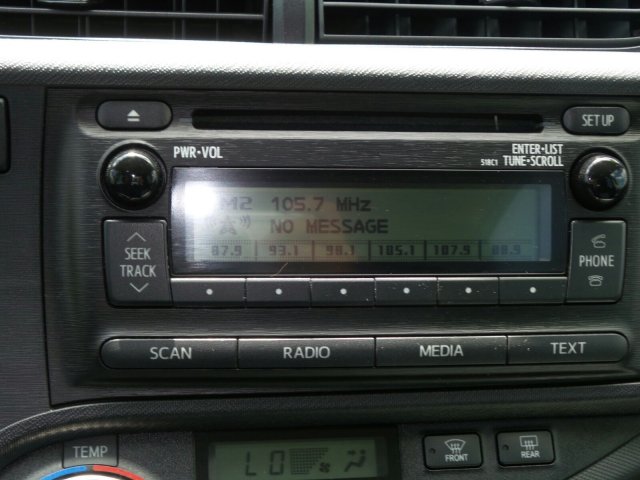 SET UP
PWR•VOL
ENTER•LIST
518C1 TUNE•SCROLL
105.7 MHz
NO MESSAGE
87.9 93.1 98.1 105.1 107.9 88.9
SEEK
TRACK
PHONE
SCAN RADIO MEDIA TEXT
TEMP
LO
FRONT REAR